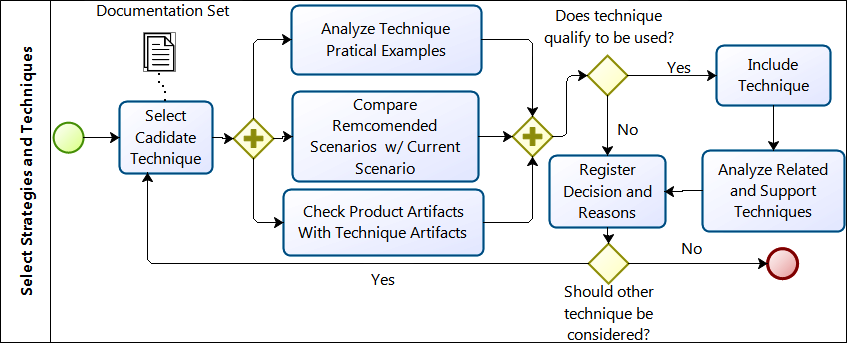 Select Strategies and Techniques
Documentation Set
Select
Cadidate
Technique
Analyze Technique
Pratical Examples
Compare
Remcomended
Scenarios w/ Current
Scenario
Check Product Artifacts
With Technique Artifacts
Does technique
qualify to be used?
Yes
No
Include
Technique
Analyze Related
and Support
Techniques
Register
Decision and
Reasons
No
Yes
Should other
technique be
considered?